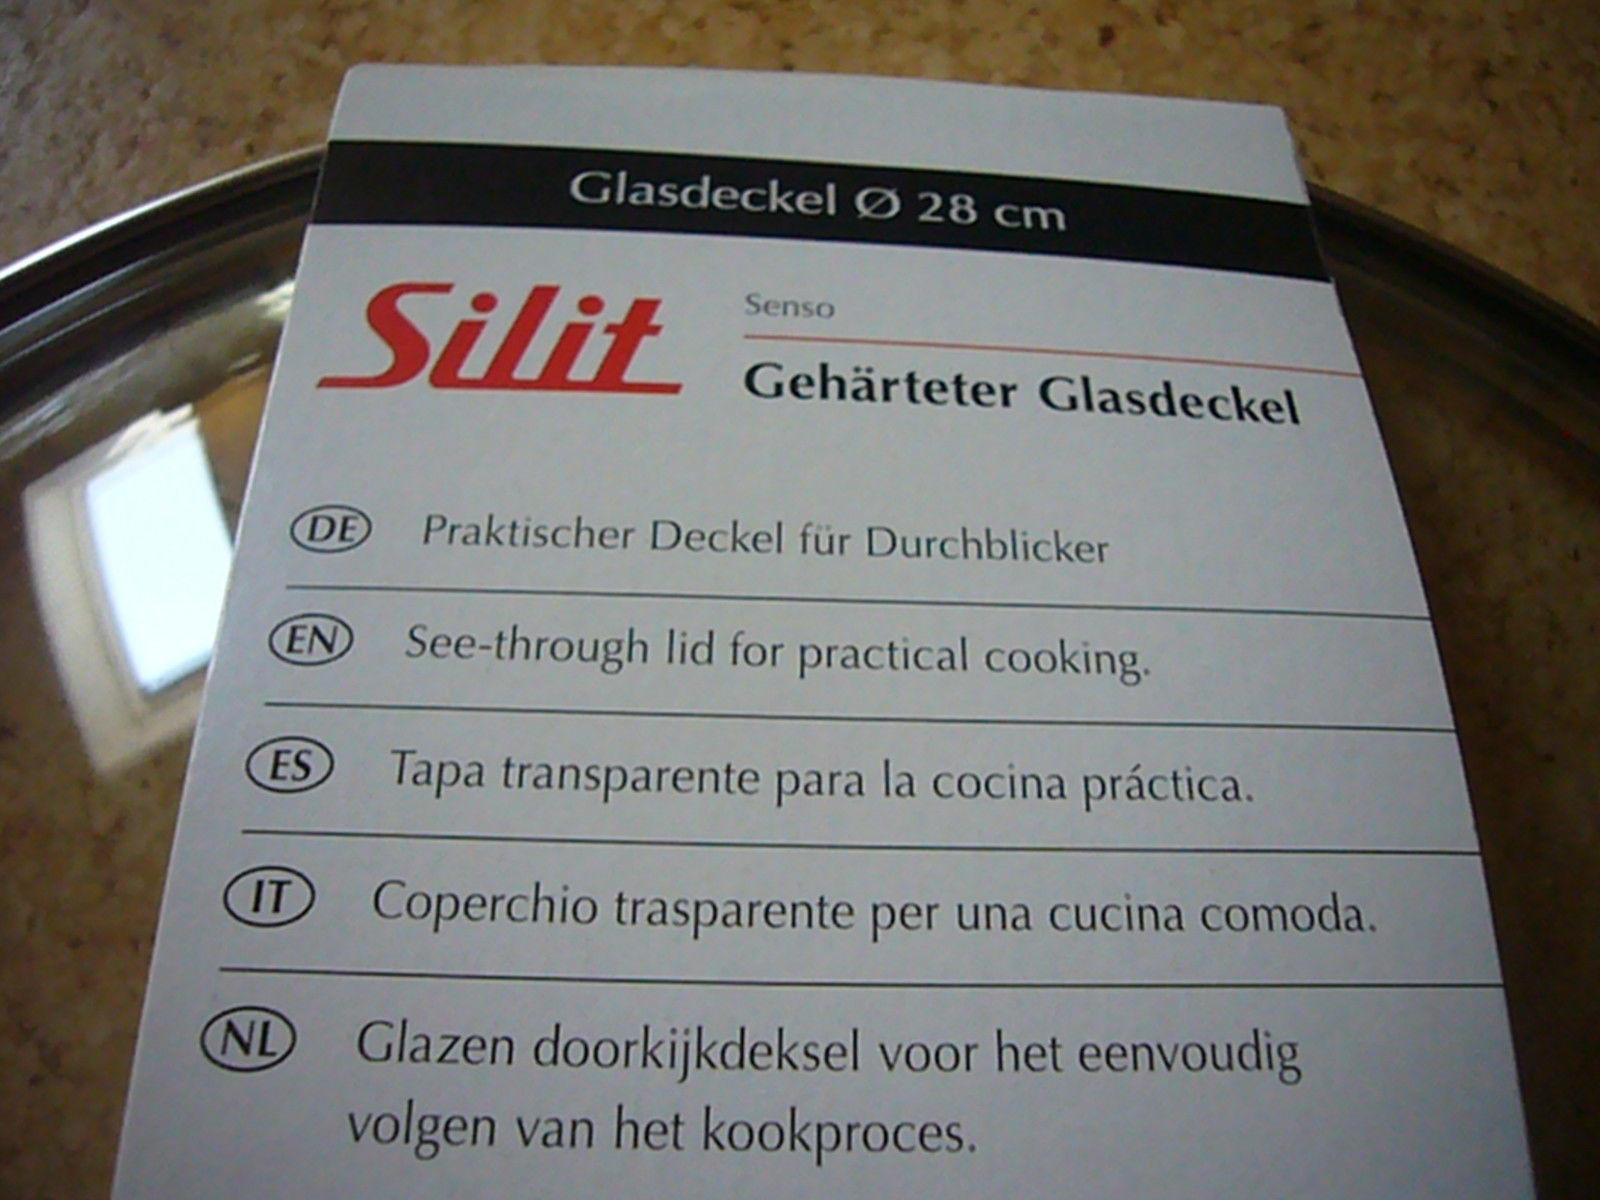 Glasdeckel Ø 28 cm
Silit
Senso
Gehärteter Glasdeckel
DE Praktischer Deckel für Durchblicker
EN See-through lid for practical cooking.
ES Tapa transparente para la cocina práctica.
IT Coperchio trasparente per una cucina comoda.
NL Glazen doorkijkdeksel voor het eenvoudig
volgen van het kookproces.